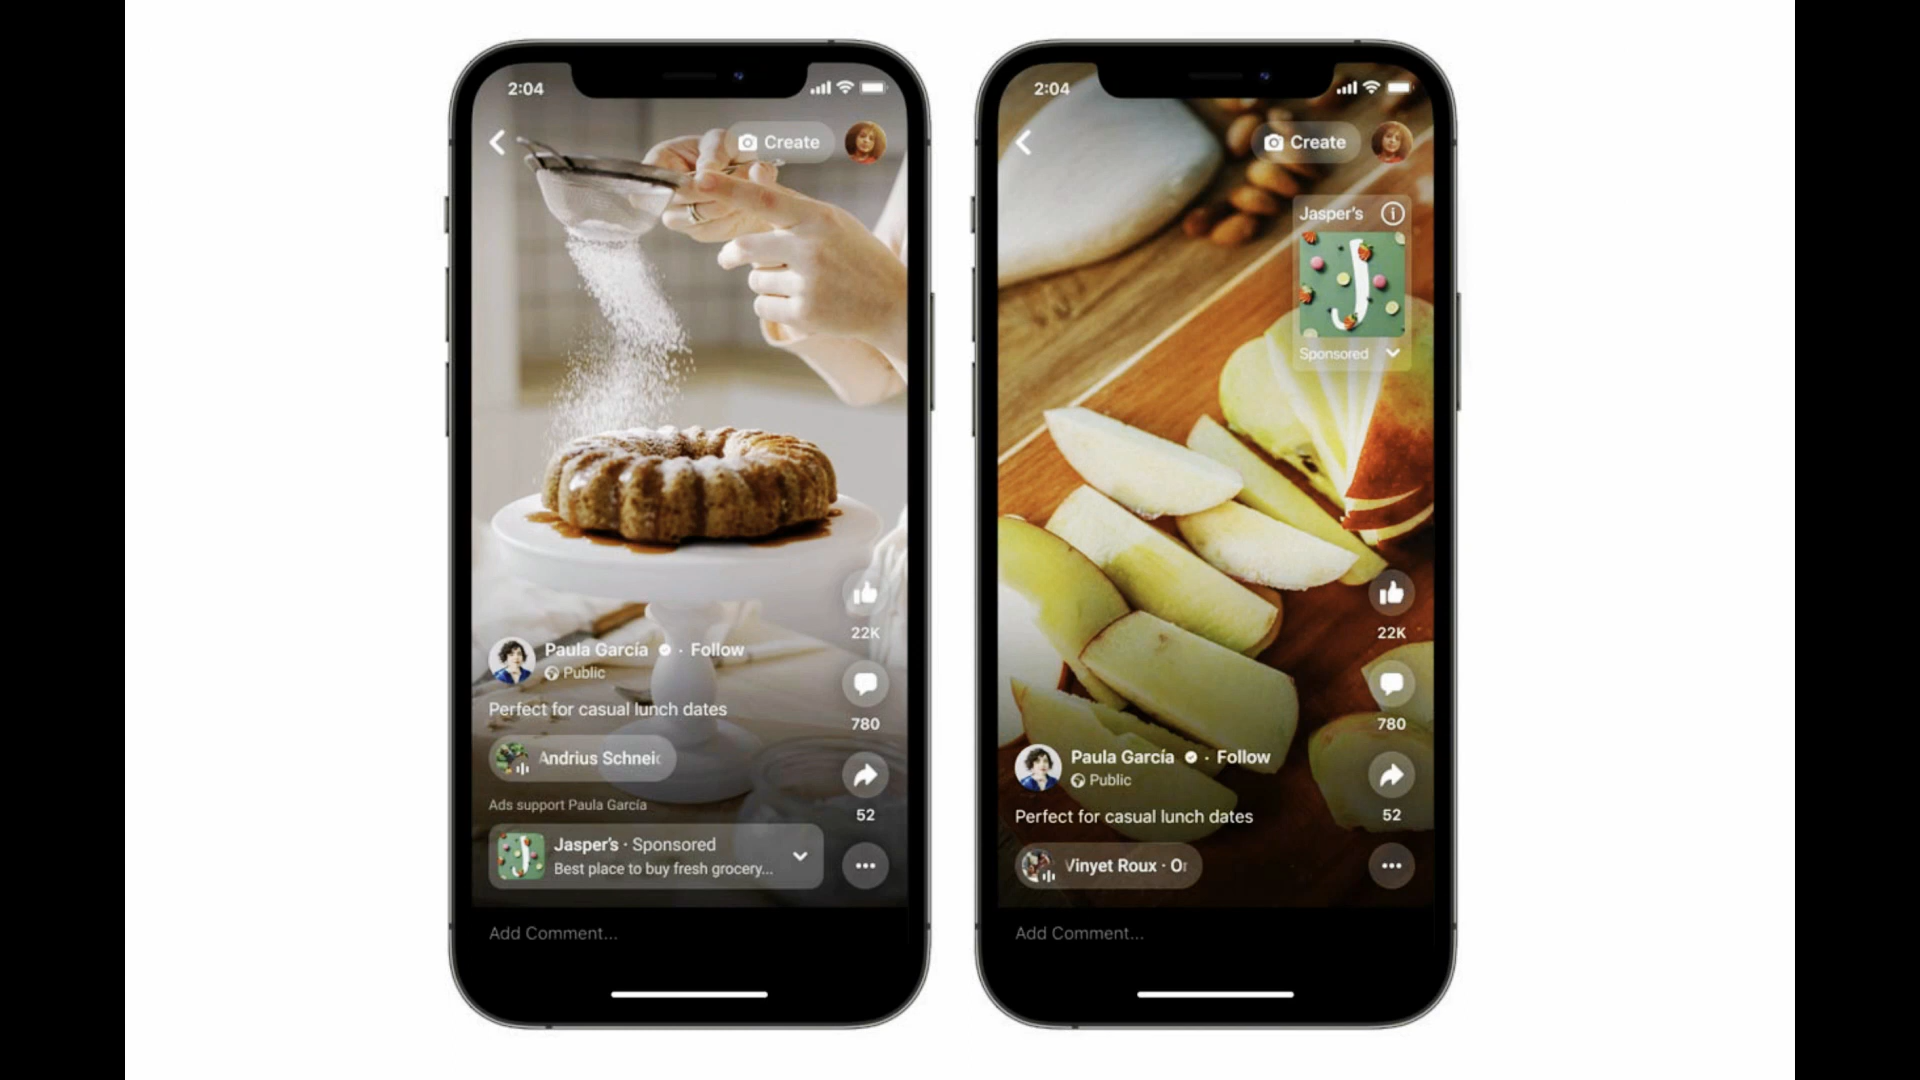 2:04
Create
Paula García · Follow
Public
Perfect for casual lunch dates
Andrius Schnei
Ads support Paula García
Jasper's · Sponsored
Best place to buy fresh grocery...
22K
780
52
Add Comment...
2:04
Create
Jasper's
J
Sponsored
Paula García · Follow
Public
Perfect for casual lunch dates
Vinyet Roux · Or
22K
780
52
Add Comment...